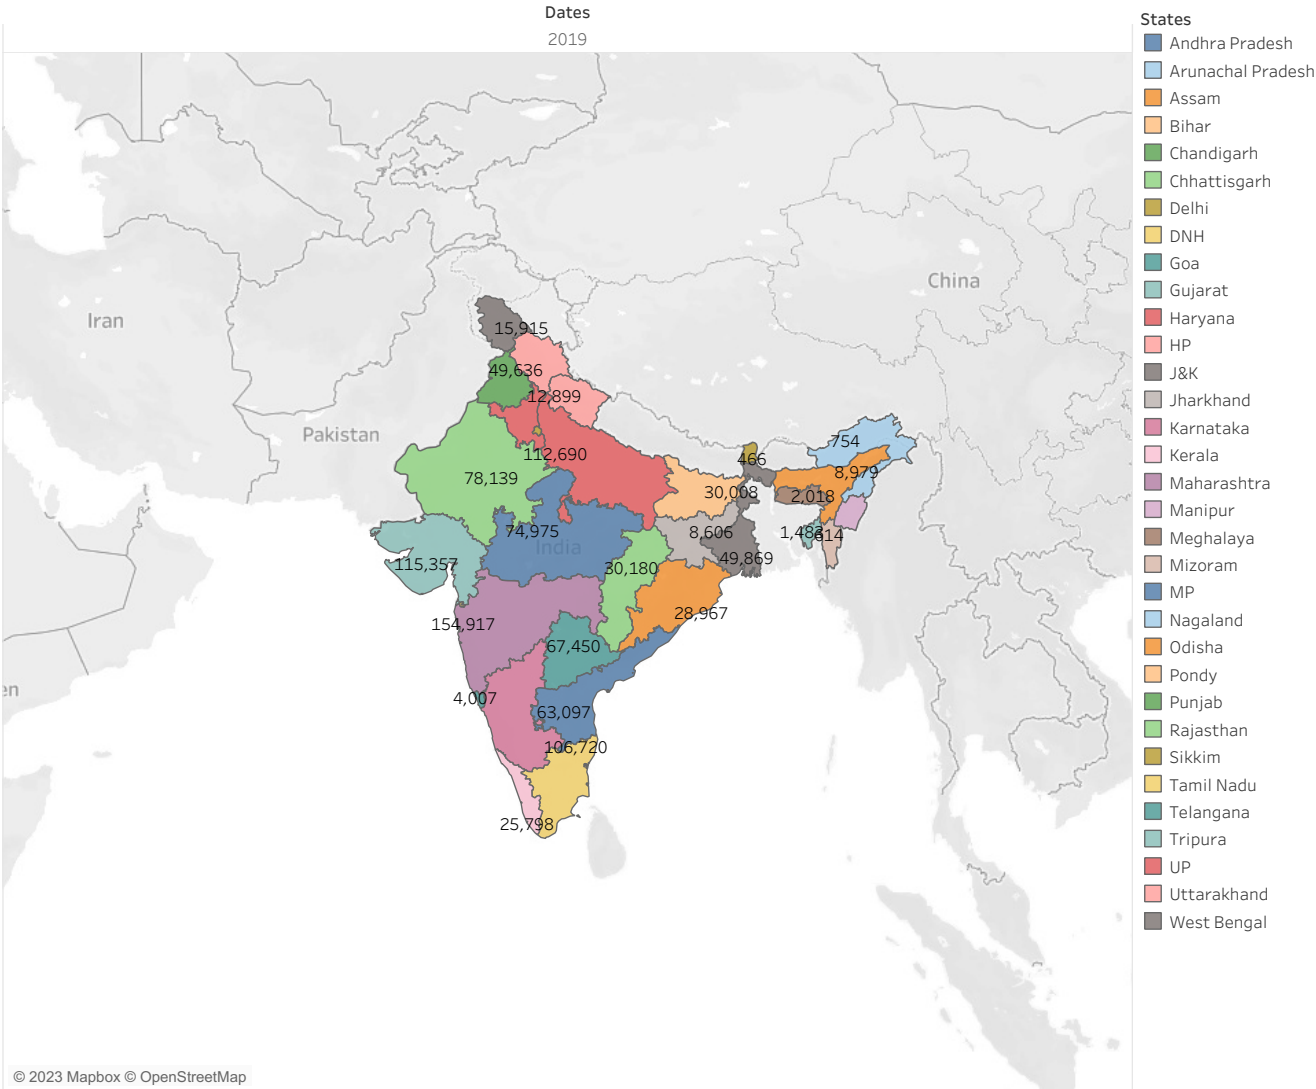 Dates
2019
States
Andhra Pradesh
Arunachal Pradesh
Assam
Bihar
Chandigarh
Chhattisgarh
Delhi
DNH
Goa
Gujarat
Haryana
HP
J&K
Jharkhand
Karnataka
Kerala
Maharashtra
Manipur
Meghalaya
Mizoram
MP
Nagaland
Odisha
Pondy
Punjab
Rajasthan
Sikkim
Tamil Nadu
Telangana
Tripura
UP
Uttarakhand
West Bengal
China
Iran
15,915
49,636
12,899
Pakistan
754
112,690
466
8,979
78,139
30,008
2,018
74,975
8,606
614
India
49,869
115,357
30,180
28,967
154,917
67,450
en
4,007
63,097
106,720
25,798
© 2023 Mapbox © OpenStreetMap